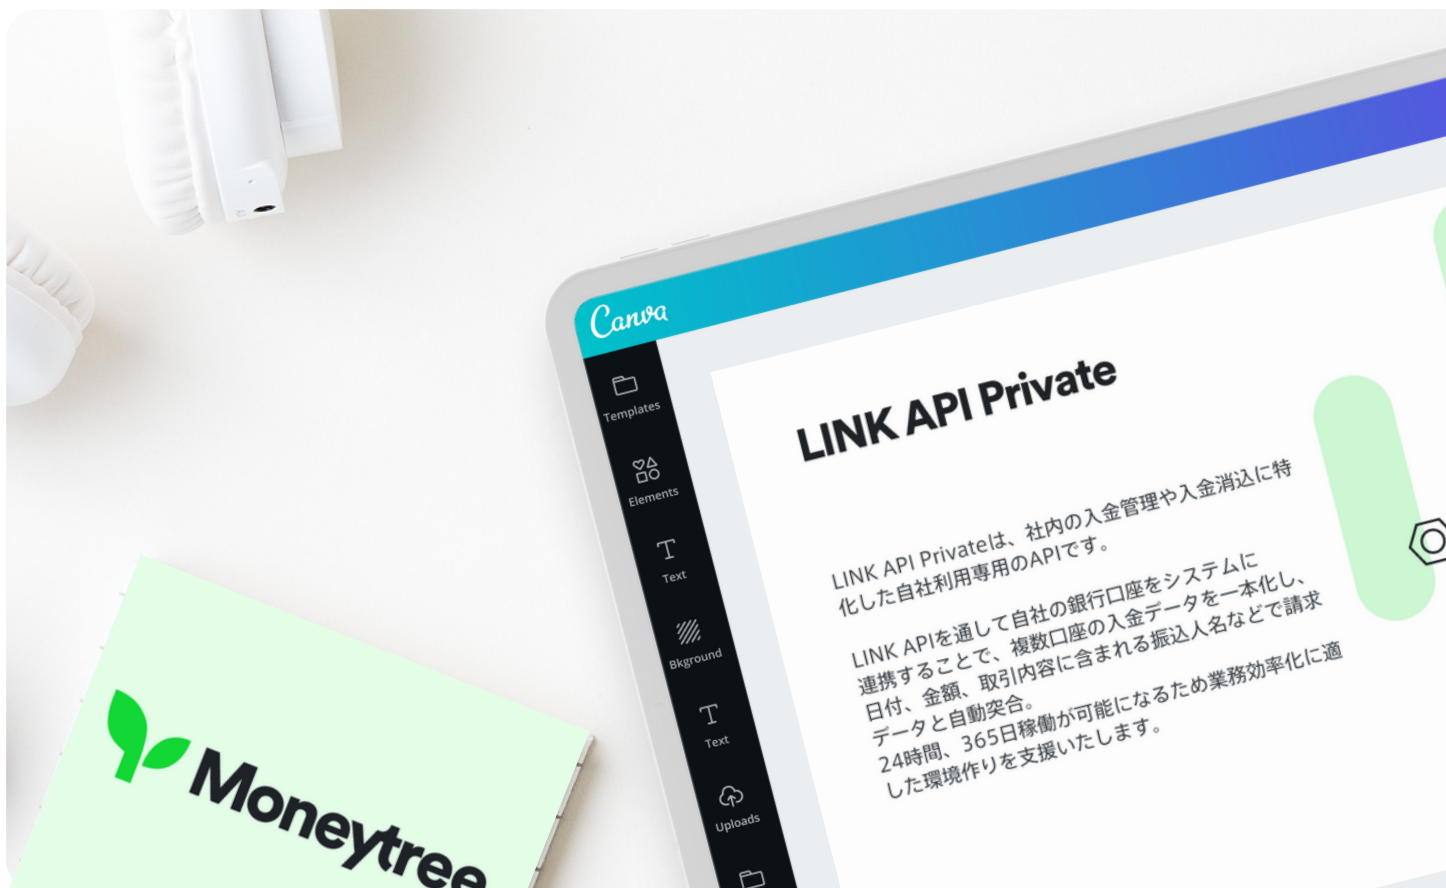 Canva
Templates
Elements
Text
Bkground
Text
Uploads
LINK API Private
LINK API Privateは、社内の入金管理や入金消込に特
化した自社利用専用のAPIです。
LINK APIを通して自社の銀行口座をシステムに
連携することで、複数口座の入金データを一本化し、
日付、金額、取引内容に含まれる振込人名などで請求
データと自動突合。
24時間、365日稼働が可能になるため業務効率化に適
した環境作りを支援いたします。
Moneytree